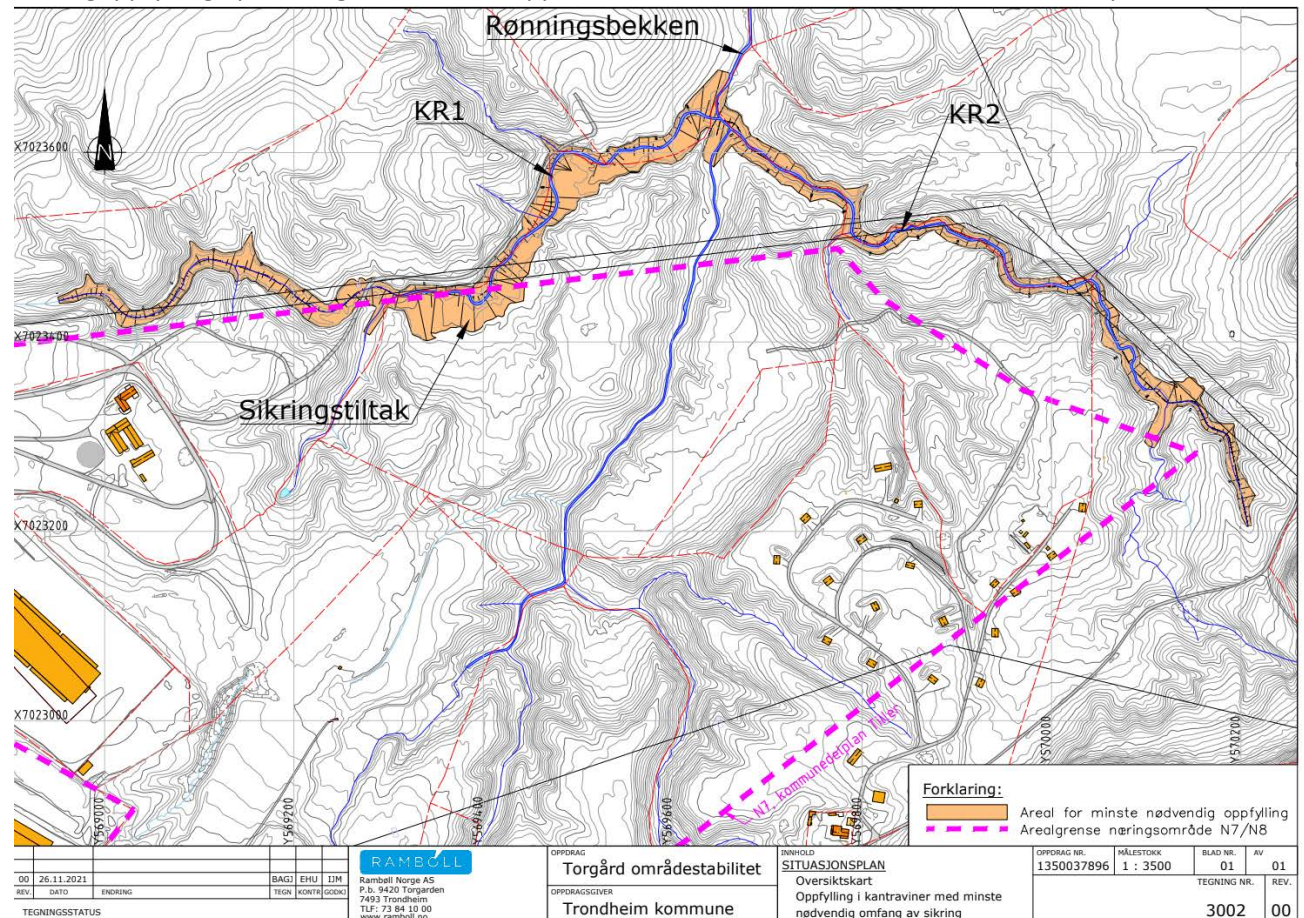 Rønningsbekken
KR1
KR2
N
X7023600
X7023400
Sikringstiltak
X7023200
X7023000
Y569000
Y569200
Y569400
Y569600
Y569800
Y570000
Y570200
N7, kommunedelplan Tiller
Forklaring:
Areal for minste nødvendig oppfylling
Arealgrense næringsområde N7/N8
00 26.11.2021 BAGJ EHU IJM
REV. DATO ENDRING TEGN KONTR GODKJ
TEGNINGSSTATUS
RAMBOLL
Rambøll Norge AS
P.b. 9420 Torgarden
7493 Trondheim
TLF: 73 84 10 00
www.ramboll.no
OPPDRAG
Torgård områdestabilitet
OPPDRAGSGIVER
Trondheim kommune
INNHOLD
SITUASJONSPLAN
Oversiktskart
Oppfylling i kantraviner med minste
nødvendig omfang av sikring
OPPDRAG NR. MÅLESTOKK BLAD NR. AV
1350037896 1 : 3500 01 01
TEGNING NR. REV.
3002 00